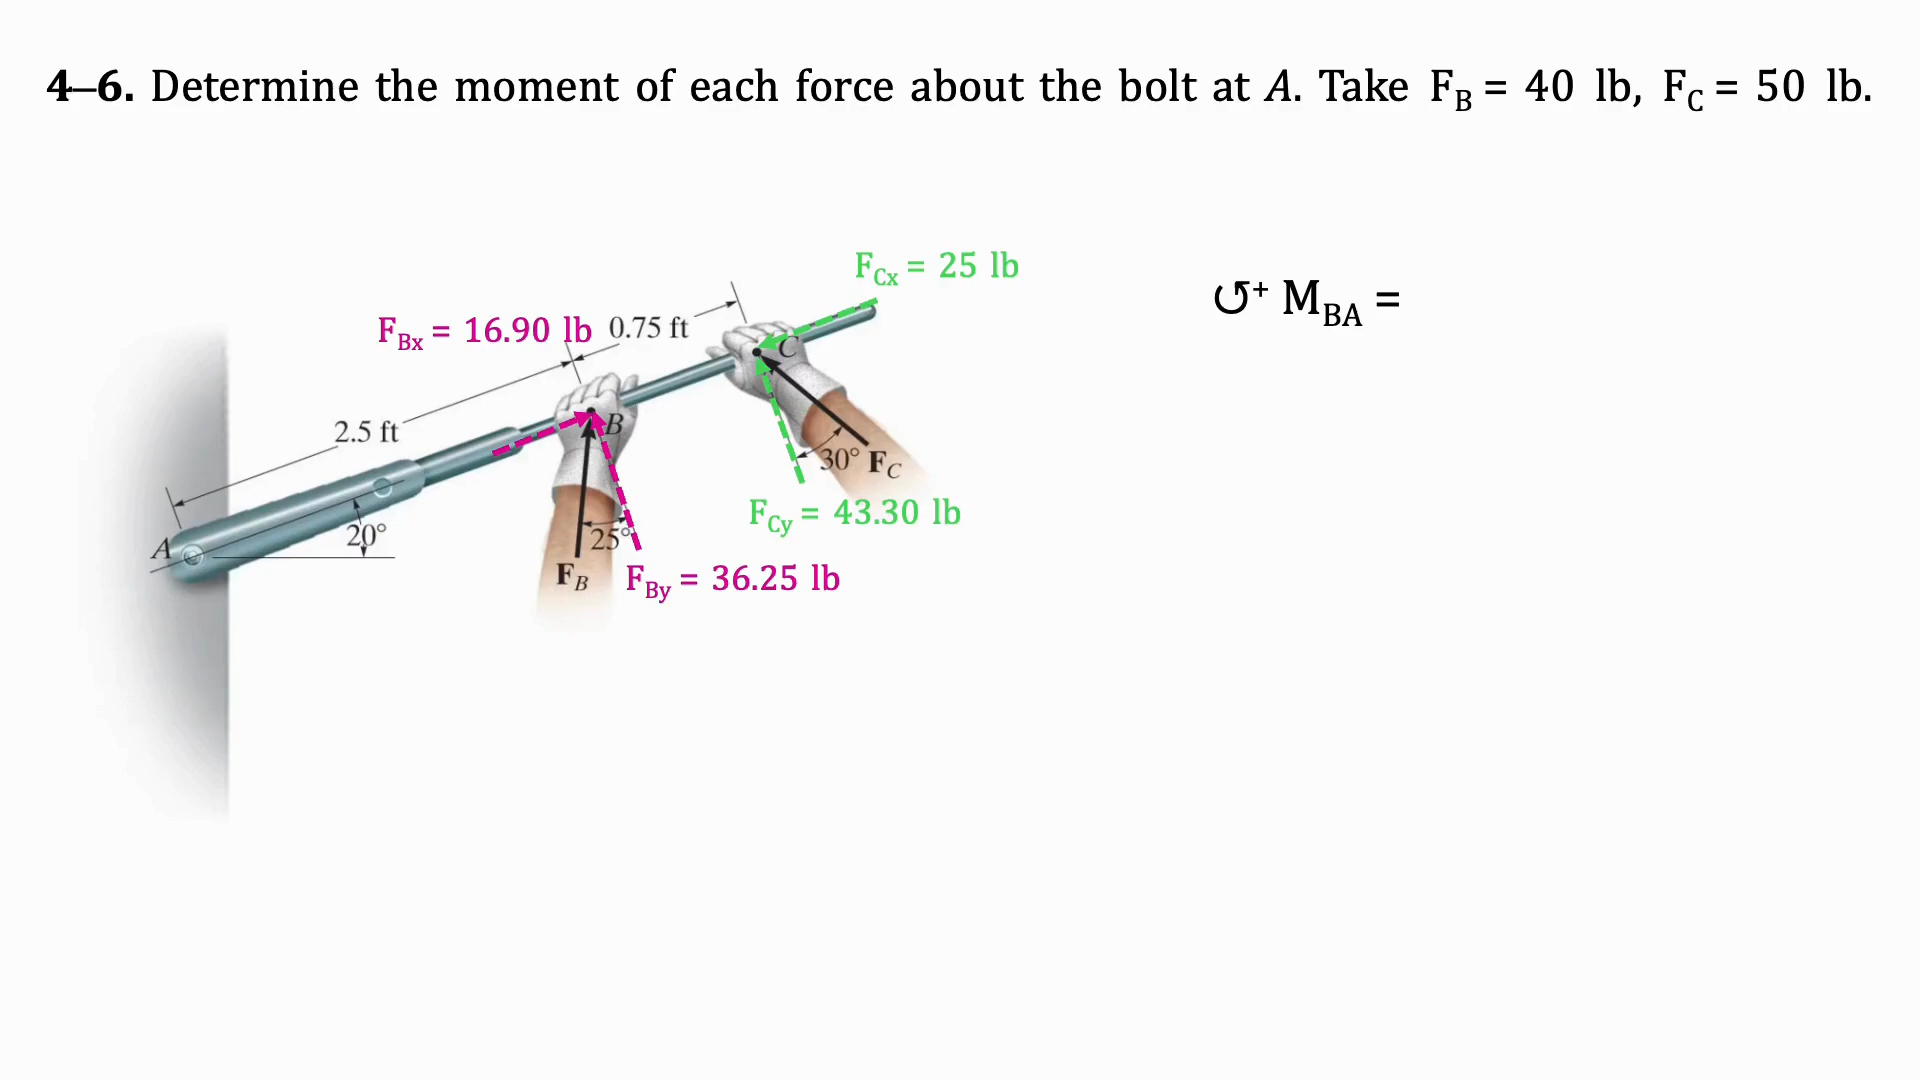 4–6. Determine the moment of each force about the bolt at A. Take F_B = 40 lb, F_C = 50 lb.
F_Cx = 25 lb
↺+ M_BA =
F_Bx = 16.90 lb
0.75 ft
C
B
2.5 ft
30°
F_C
F_Cy = 43.30 lb
A
20°
25°
F_B
F_By = 36.25 lb